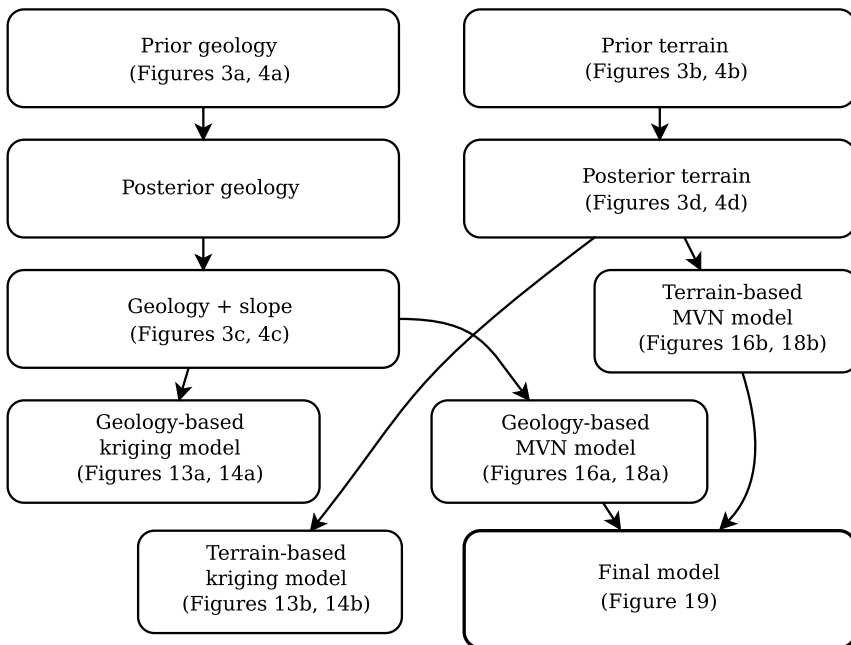 Prior geology
(Figures 3a, 4a)
Prior terrain
(Figures 3b, 4b)
Posterior geology
Posterior terrain
(Figures 3d, 4d)
Geology + slope
(Figures 3c, 4c)
Terrain-based
MVN model
(Figures 16b, 18b)
Geology-based
kriging model
(Figures 13a, 14a)
Geology-based
MVN model
(Figures 16a, 18a)
Terrain-based
kriging model
(Figures 13b, 14b)
Final model
(Figure 19)